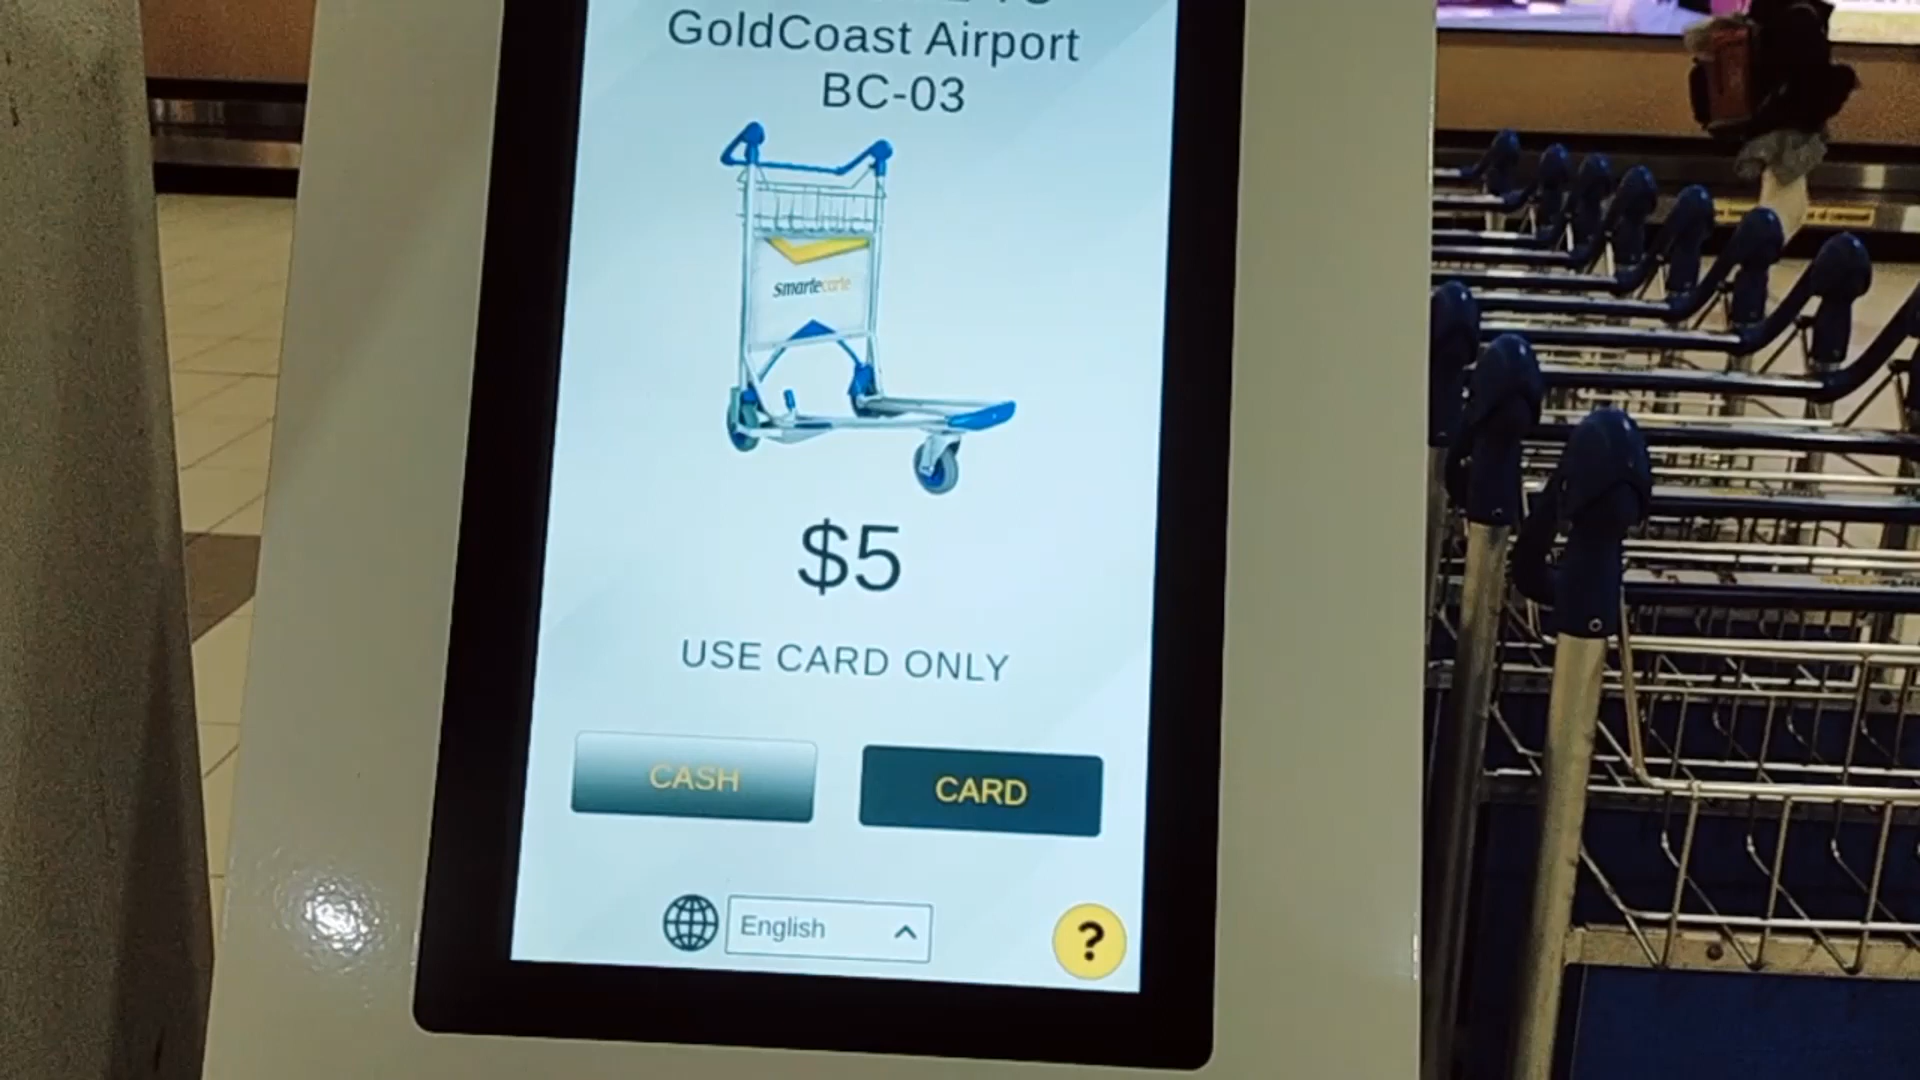 GoldCoast Airport
BC-03
smartecarte
$5
USE CARD ONLY
CASH
CARD
English
?